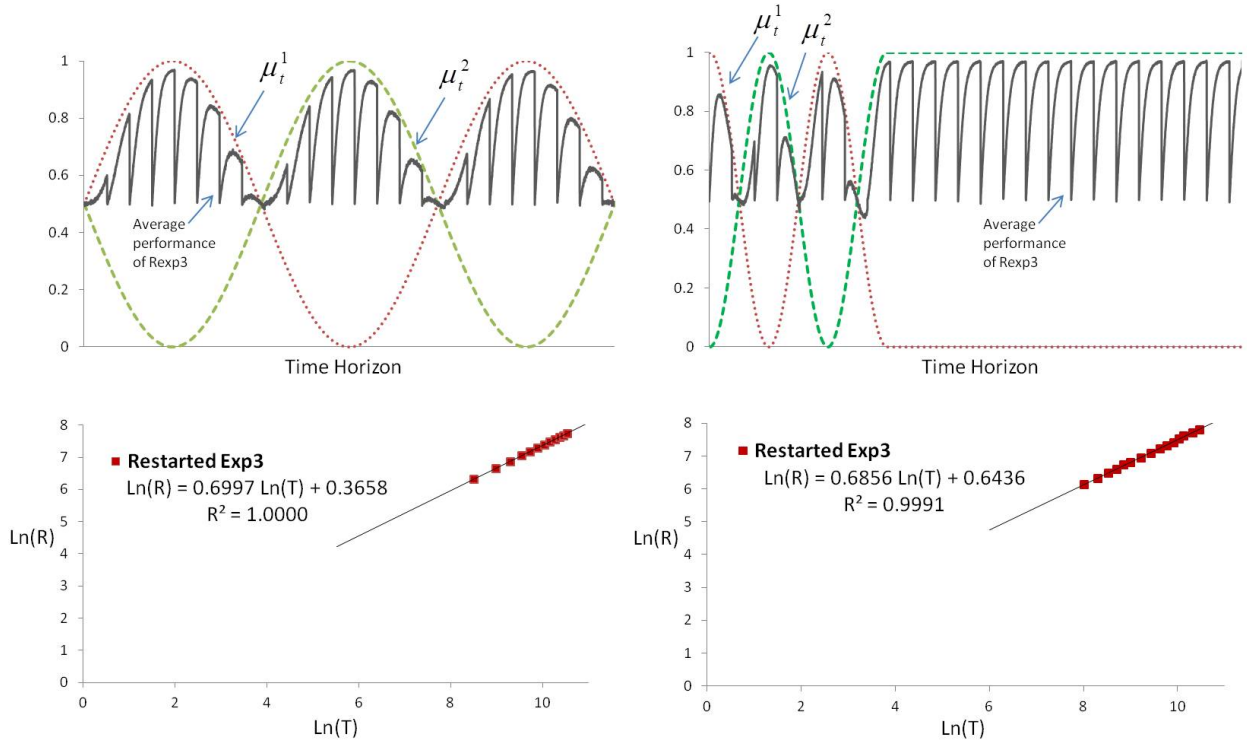 μ_t^1
μ_t^2
1
0.8
0.6
0.4
0.2
0
Average
performance
of Rexp3
Time Horizon
μ_t^1
μ_t^2
1
0.8
0.6
0.4
0.2
0
Average
performance
of Rexp3
Time Horizon
8
7
6
5
4
3
2
1
0
Ln(R)
Restarted Exp3
Ln(R) = 0.6997 Ln(T) + 0.3658
R² = 1.0000
0 2 4 6 8 10
Ln(T)
8
7
6
5
4
3
2
1
0
Ln(R)
Restarted Exp3
Ln(R) = 0.6856 Ln(T) + 0.6436
R² = 0.9991
0 2 4 6 8 10
Ln(T)